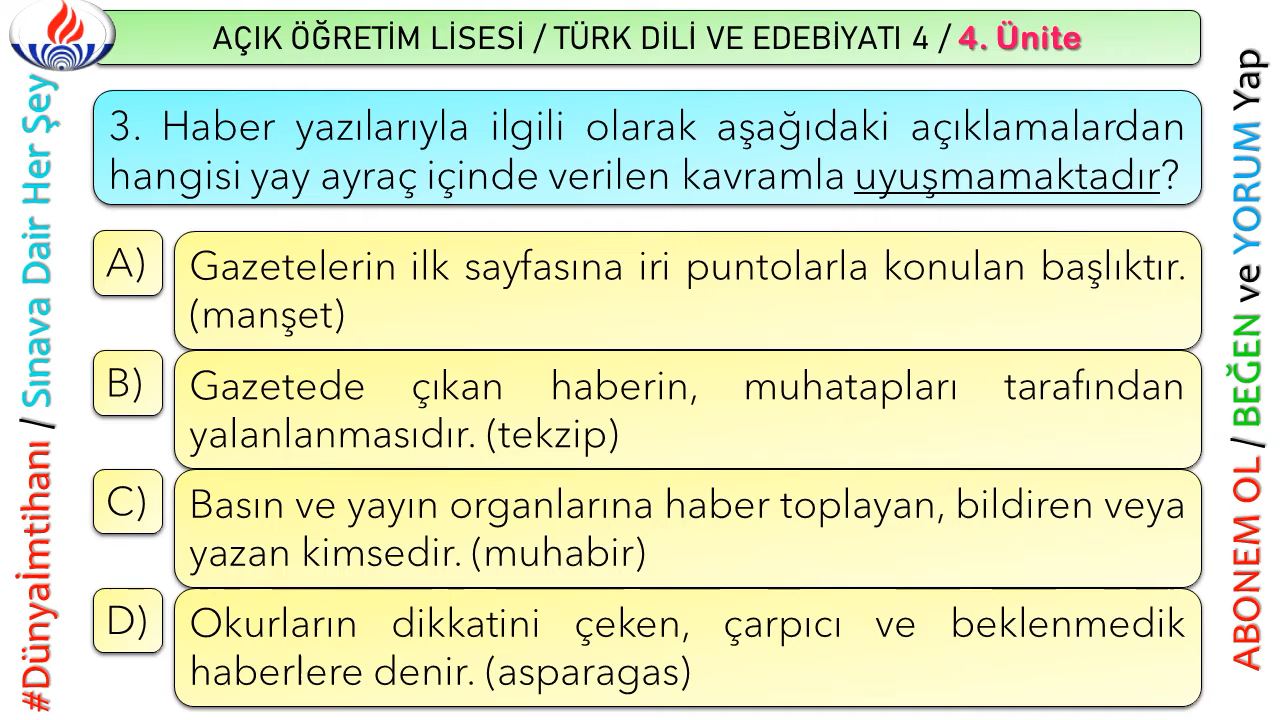 AÇIK ÖĞRETİM LİSESİ / TÜRK DİLİ VE EDEBİYATI 4 / 4. Ünite
3. Haber yazılarıyla ilgili olarak aşağıdaki açıklamalardan
hangisi yay ayraç içinde verilen kavramla uyuşmamaktadır?
A) Gazetelerin ilk sayfasına iri puntolarla konulan başlıktır.
(manşet)
B) Gazetede çıkan haberin, muhatapları tarafından
yalanlanmasıdır. (tekzip)
C) Basın ve yayın organlarına haber toplayan, bildiren veya
yazan kimsedir. (muhabir)
D) Okurların dikkatini çeken, çarpıcı ve beklenmedik
haberlere denir. (asparagas)
#Dünyaimtihanı / Sınava Dair Her Şey
ABONEM OL / BEĞEN ve YORUM Yap